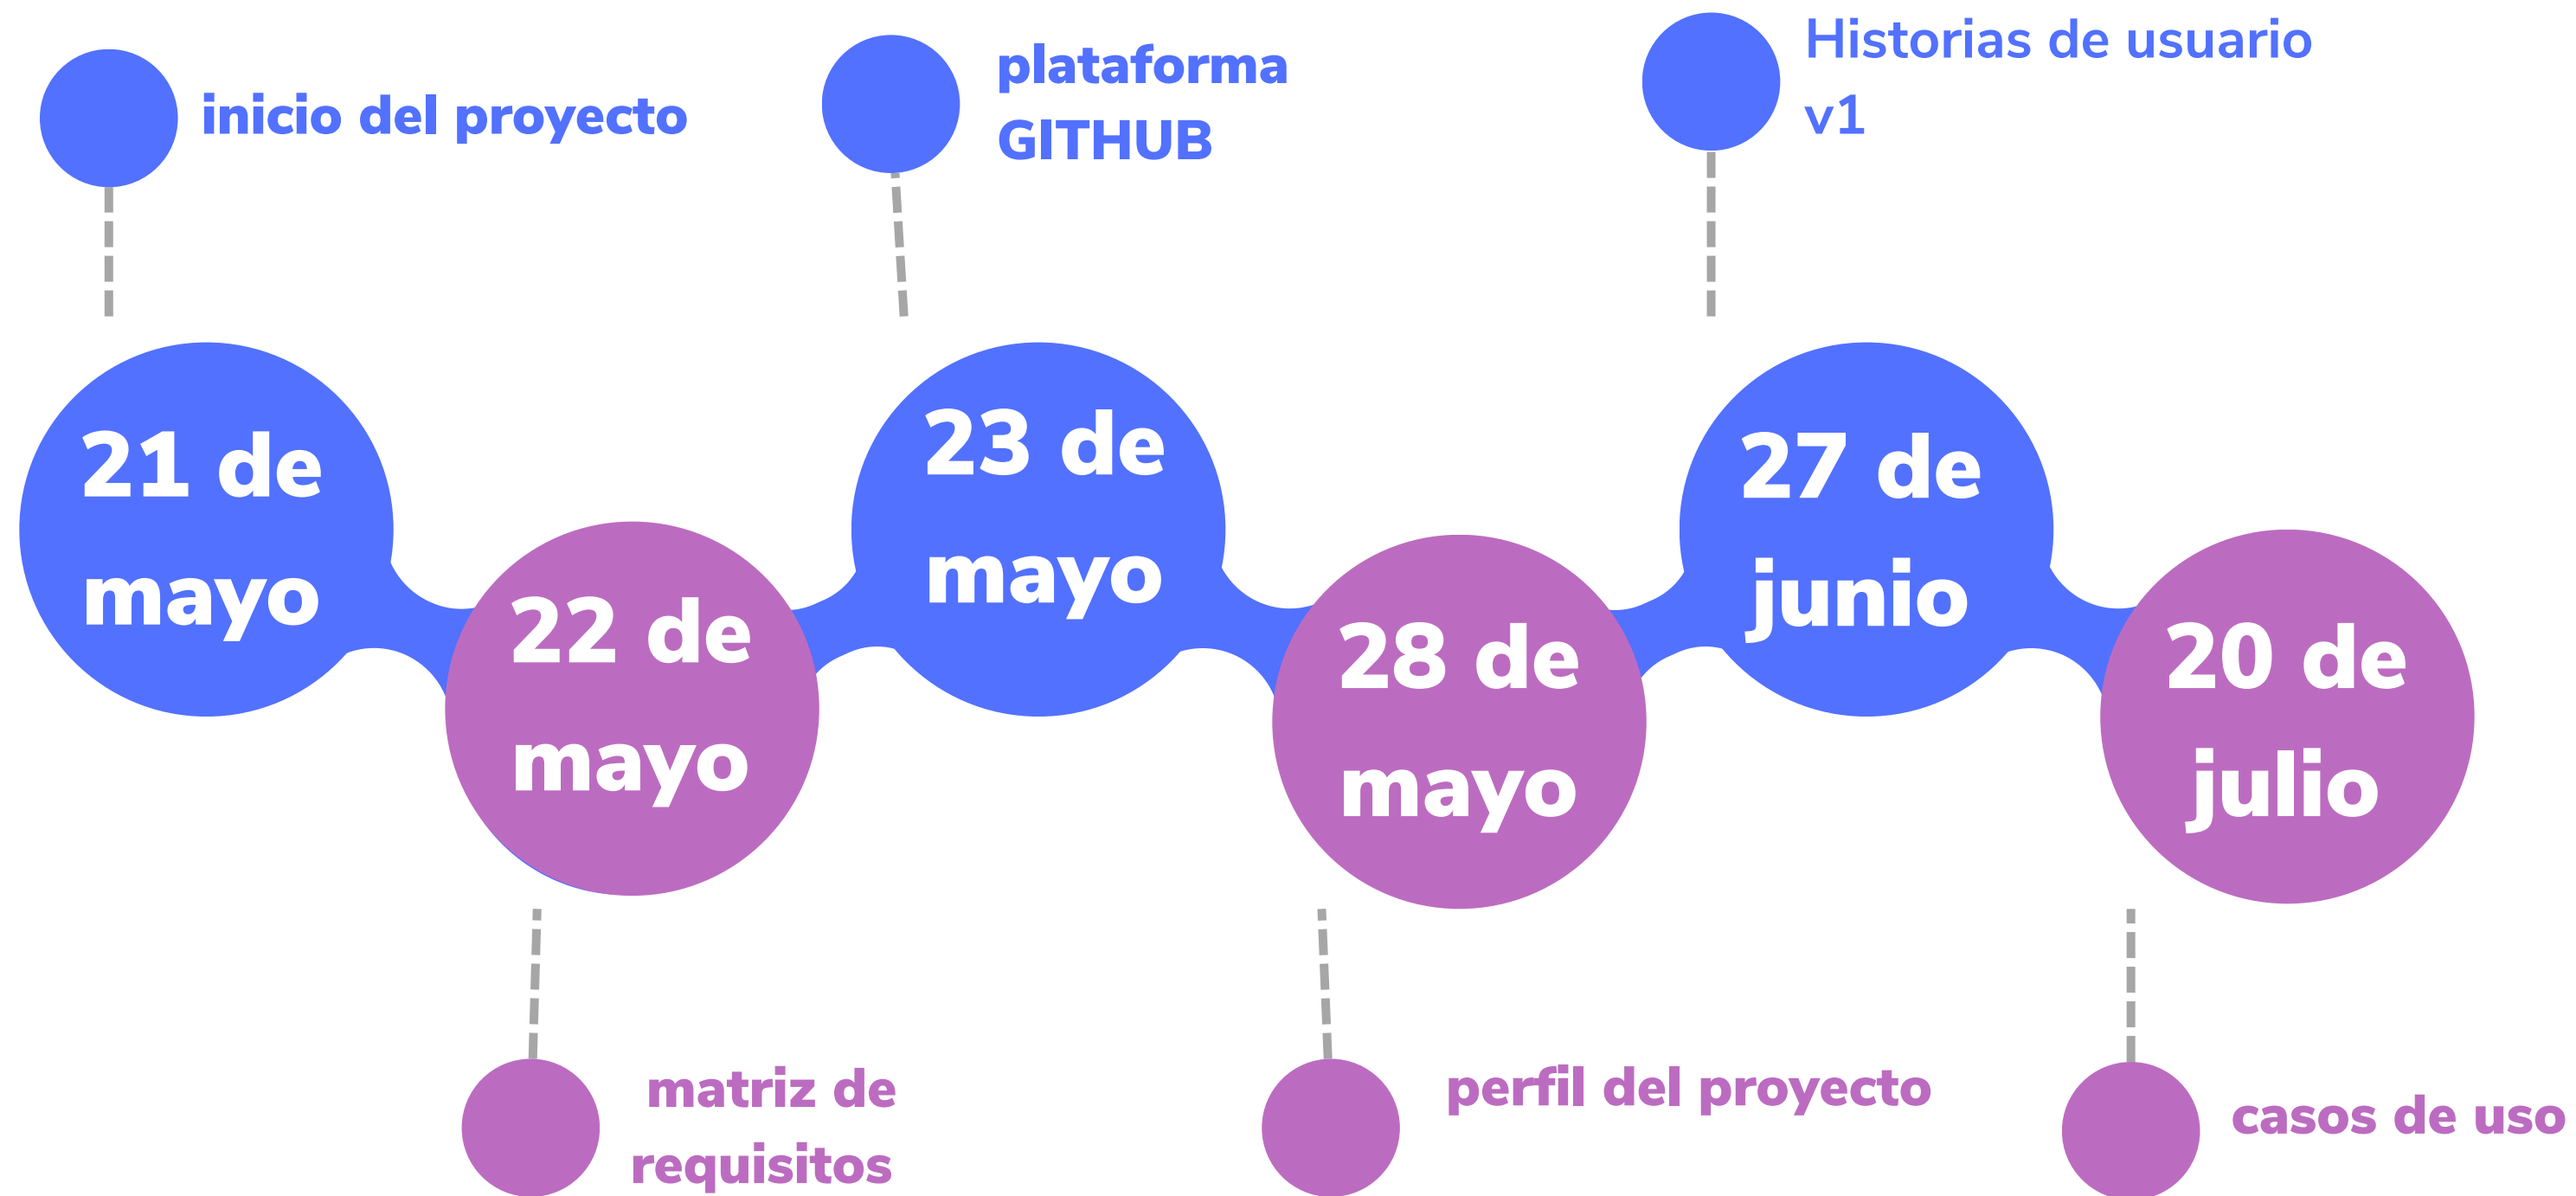 inicio del proyecto
plataforma
GITHUB
Historias de usuario
v1
21 de
mayo
22 de
mayo
23 de
mayo
28 de
mayo
27 de
junio
20 de
julio
matriz de
requisitos
perfil del proyecto
casos de uso